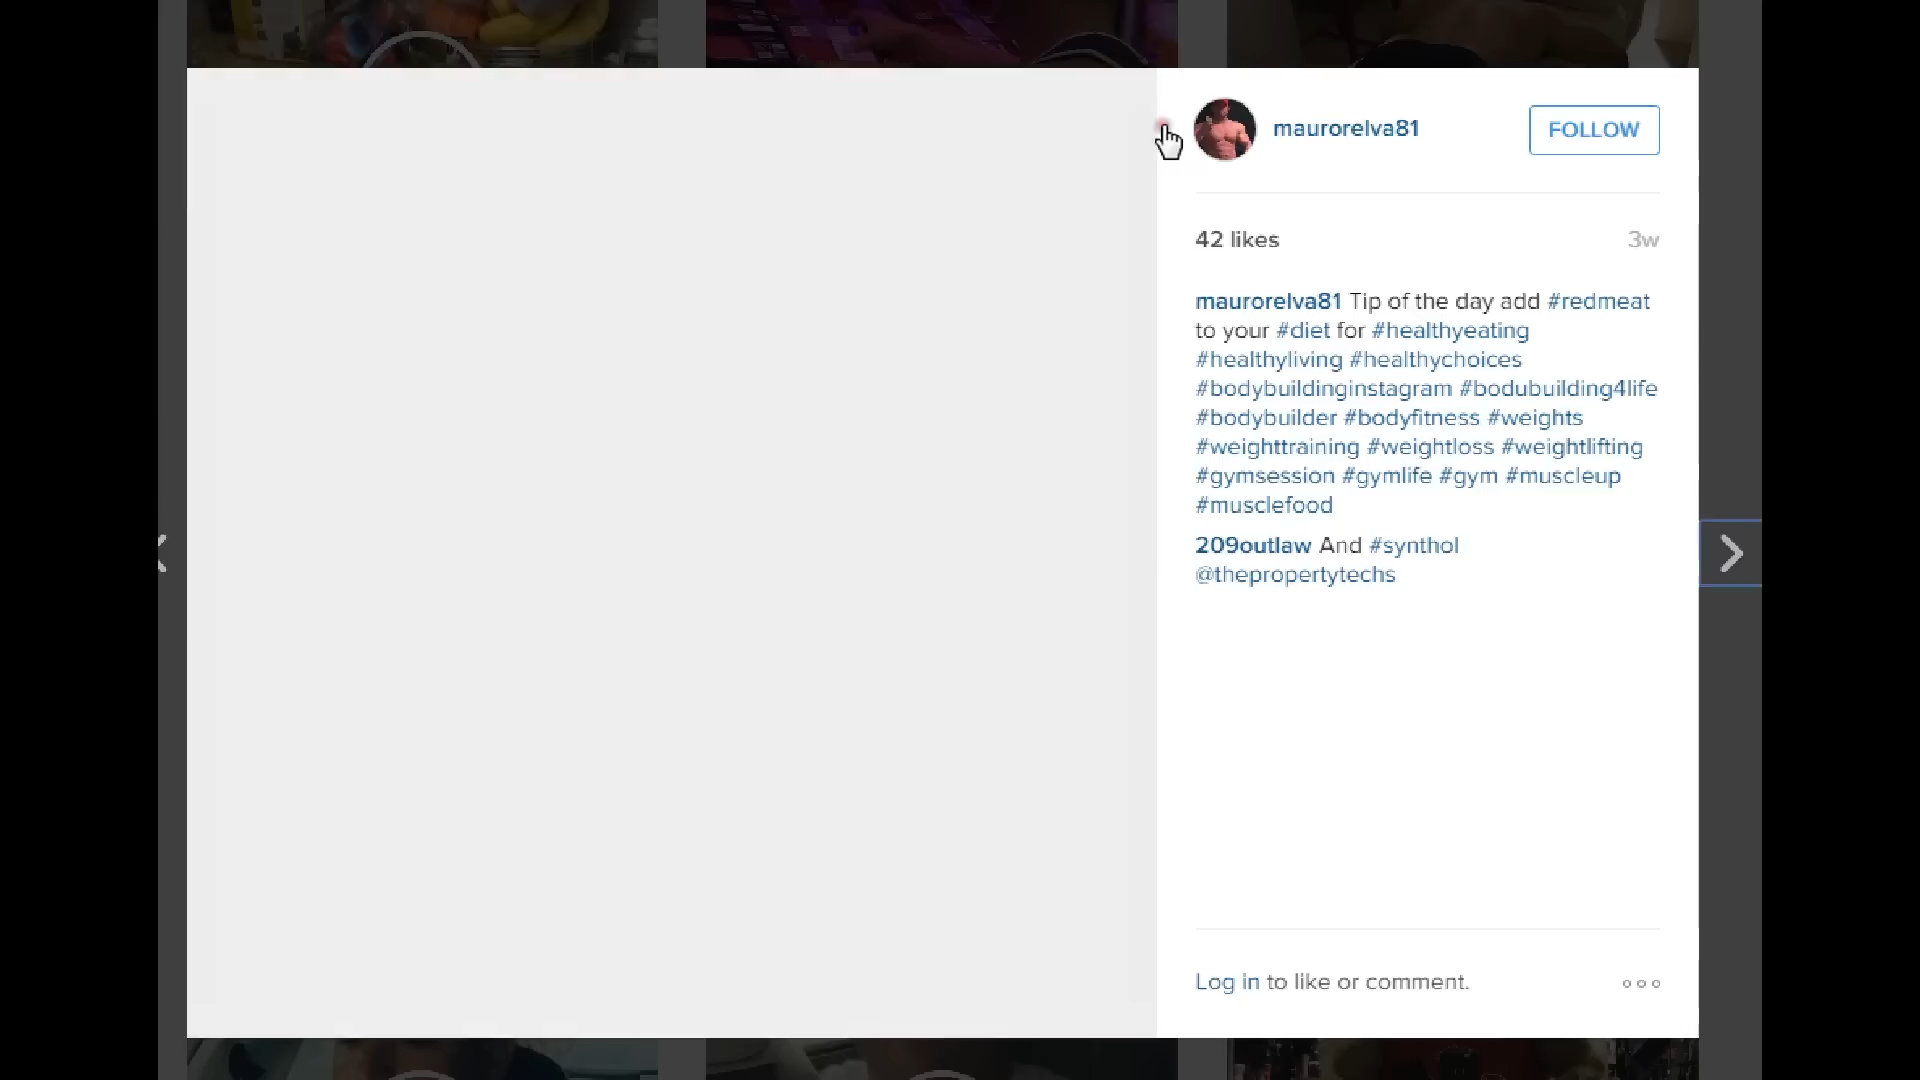 maurorelva81
FOLLOW
42 likes
3w
maurorelva81 Tip of the day add #redmeat
to your #diet for #healthyeating
#healthyliving #healthychoices
#bodybuildinginstagram #bodubuilding4life
#bodybuilder #bodyfitness #weights
#weighttraining #weightloss #weightlifting
#gymsession #gymlife #gym #muscleup
#musclefood
209outlaw And #synthol
@thepropertytechs
Log in to like or comment.